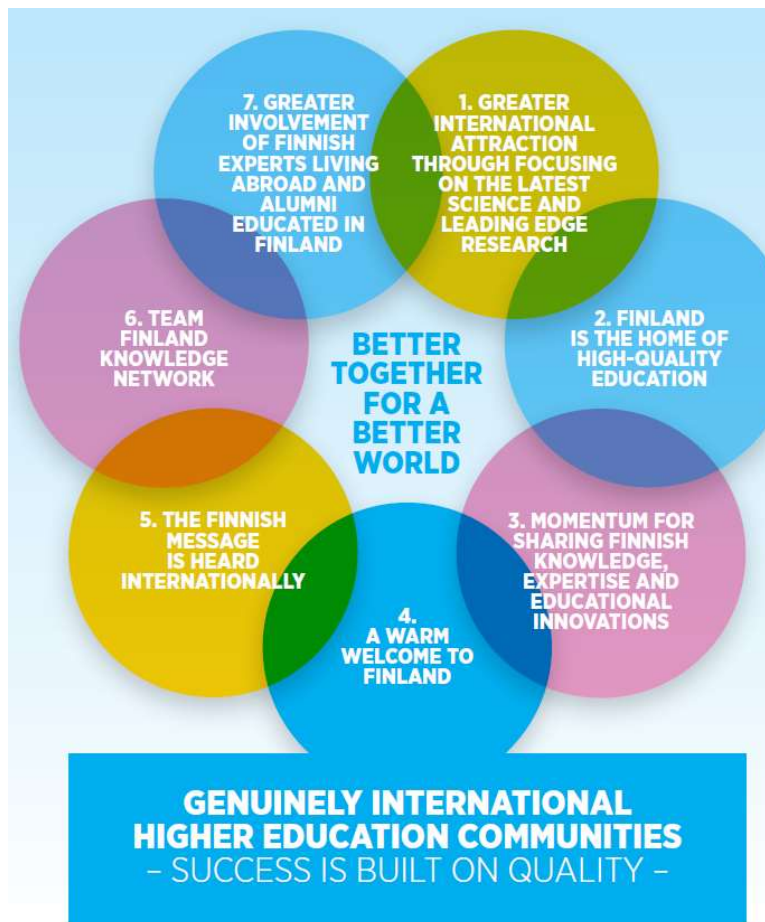 7. GREATER
INVOLVEMENT
OF FINNISH
EXPERTS LIVING
ABROAD AND
ALUMNI
EDUCATED IN
FINLAND
1. GREATER
INTERNATIONAL
ATTRACTION
THROUGH FOCUSING
ON THE LATEST
SCIENCE AND
LEADING EDGE
RESEARCH
6. TEAM
FINLAND
KNOWLEDGE
NETWORK
BETTER
TOGETHER
FOR A
BETTER
WORLD
2. FINLAND
IS THE HOME OF
HIGH-QUALITY
EDUCATION
5. THE FINNISH
MESSAGE
IS HEARD
INTERNATIONALLY
3. MOMENTUM FOR
SHARING FINNISH
KNOWLEDGE,
EXPERTISE AND
EDUCATIONAL
INNOVATIONS
4.
A WARM
WELCOME TO
FINLAND
GENUINELY INTERNATIONAL
HIGHER EDUCATION COMMUNITIES
– SUCCESS IS BUILT ON QUALITY –